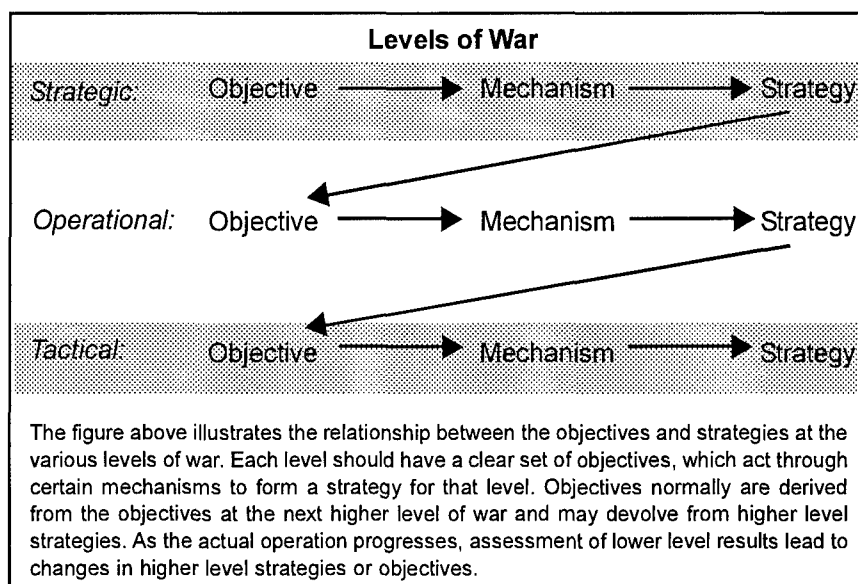 Levels of War
Strategic: Objective Mechanism Strategy
Operational: Objective Mechanism Strategy
Tactical: Objective Mechanism Strategy
The figure above illustrates the relationship between the objectives and strategies at the
various levels of war. Each level should have a clear set of objectives, which act through
certain mechanisms to form a strategy for that level. Objectives normally are derived
from the objectives at the next higher level of war and may devolve from higher level
strategies. As the actual operation progresses, assessment of lower level results lead to
changes in higher level strategies or objectives.